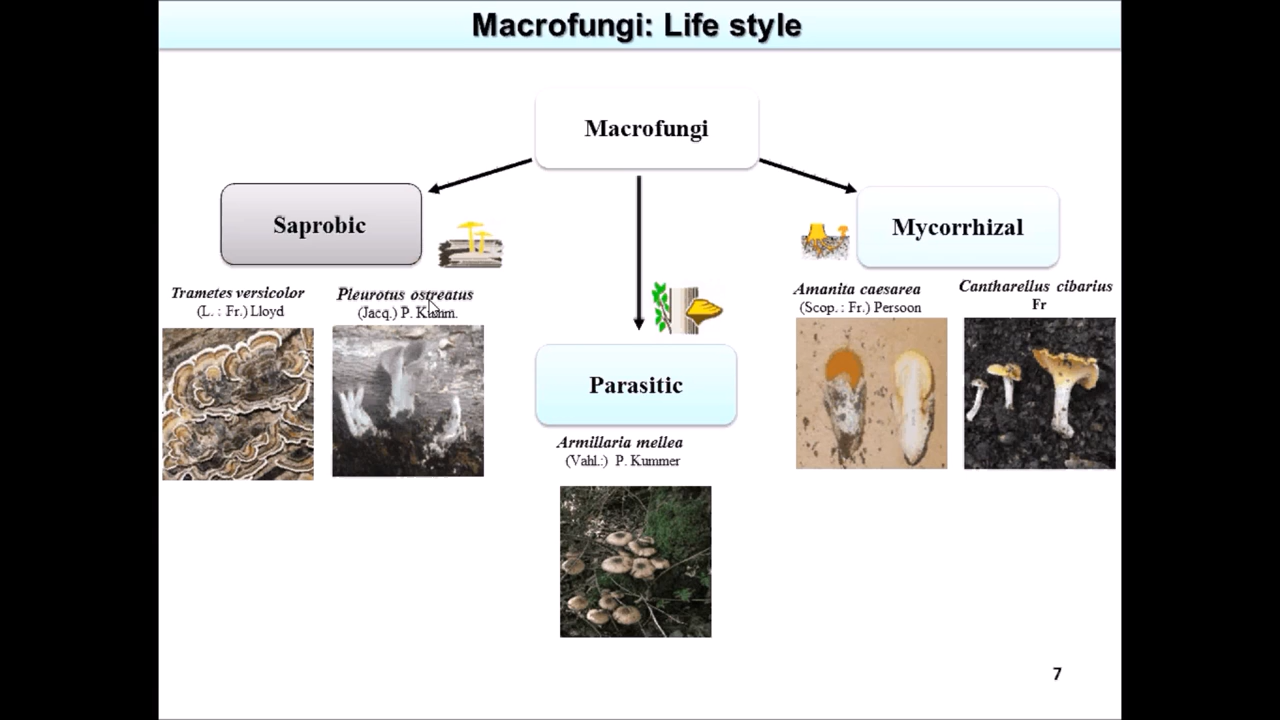 Macrofungi: Life style
Macrofungi
Saprobic
Mycorrhizal
Trametes versicolor
(L. : Fr.) Lloyd
Pleurotus ostreatus
(Jacq.) P. Kumm.
Amanita caesarea
(Scop. : Fr.) Persoon
Cantharellus cibarius
Fr
Parasitic
Armillaria mellea
(Vahl.:) P. Kummer
7